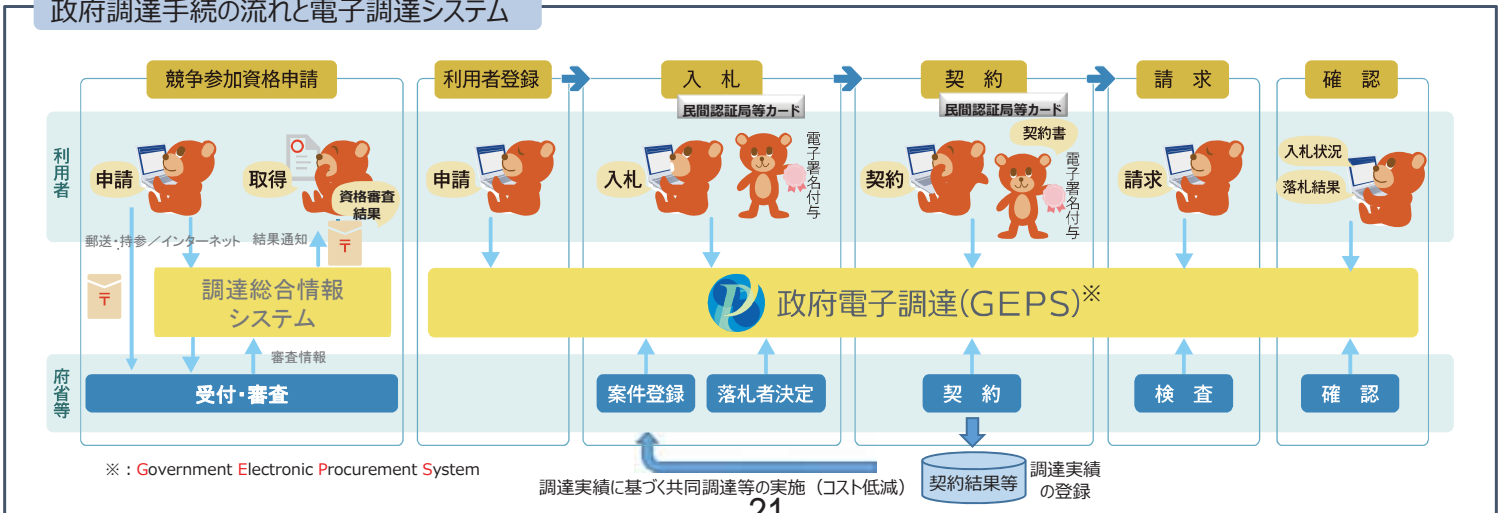 政府調達手続の流れと電子調達システム
競争参加資格申請
利用者登録
入 札
契 約
請 求
確 認
民間認証局等カード
民間認証局等カード
利用者
申請
取得
資格審査
結果
申請
入札
電子署名付与
契約
契約書
電子署名付与
請求
入札状況
落札結果
郵送・持参／インターネット
結果通知
〒
〒
調達総合情報
システム
政府電子調達(GEPS)※
審査情報
府省等
受付・審査
案件登録
落札者決定
契 約
検 査
確 認
※：Government Electronic Procurement System
調達実績に基づく共同調達等の実施（コスト低減）
契約結果等
調達実績
の登録
21